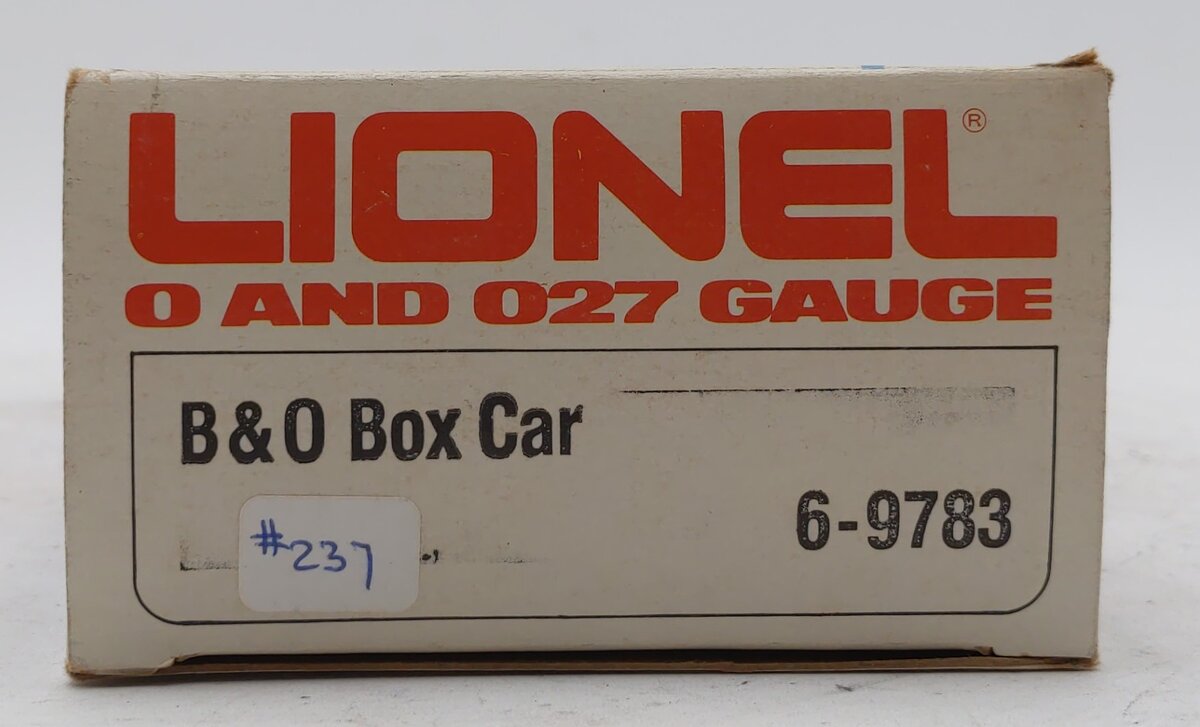 LIONEL®
O AND O27 GAUGE
B & O Box Car
6-9783
#237